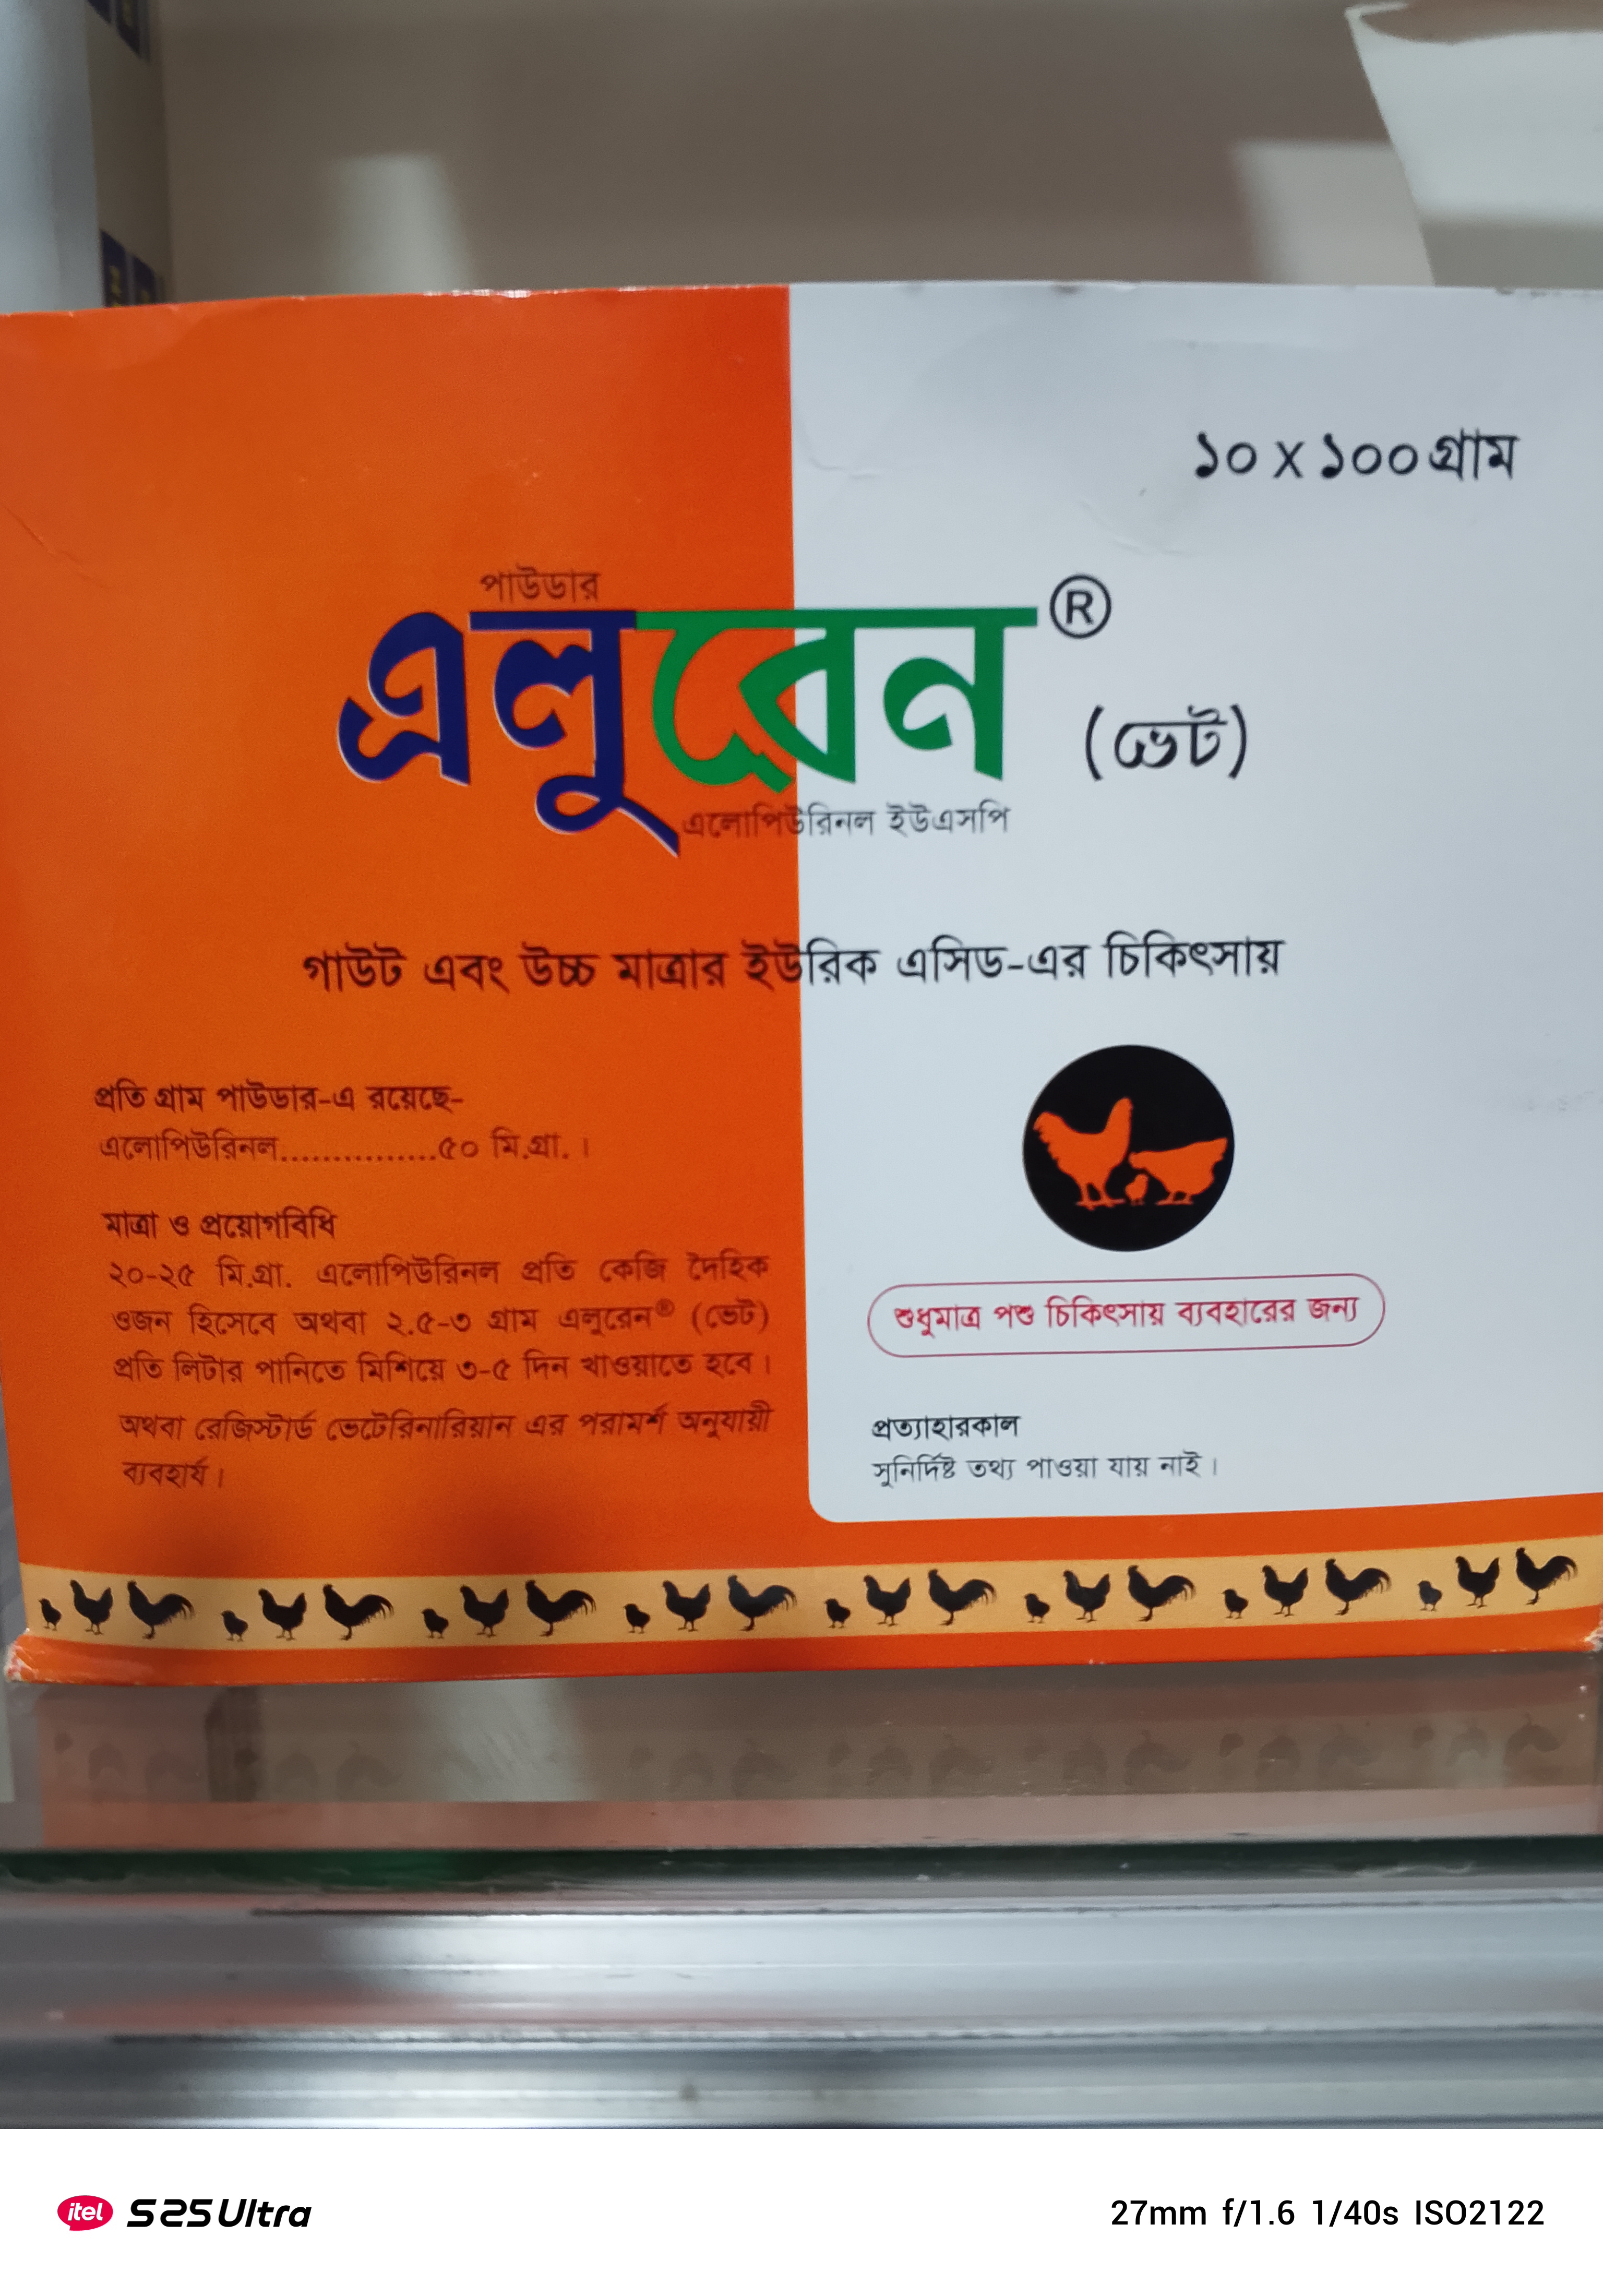 ১০ X ১০০ গ্রাম
পাউডার
এলুরেন®
(ভেট)
এলোপিউরিনল ইউএসপি
গাউট এবং উচ্চ মাত্রার ইউরিক এসিড-এর চিকিৎসায়
প্রতি গ্রাম পাউডার-এ রয়েছে-
এলোপিউরিনল...............৫০ মি.গ্রা. ।
মাত্রা ও প্রয়োগবিধি
২০-২৫ মি.গ্রা. এলোপিউরিনল প্রতি কেজি দৈহিক
ওজন হিসেবে অথবা ২.৫-৩ গ্রাম এলুরেন® (ভেট)
প্রতি লিটার পানিতে মিশিয়ে ৩-৫ দিন খাওয়াতে হবে ।
অথবা রেজিস্টার্ড ভেটেরিনারিয়ান এর পরামর্শ অনুযায়ী
ব্যবহার্য ।
শুধুমাত্র পশু চিকিৎসায় ব্যবহারের জন্য
প্রত্যাহারকাল
সুনির্দিষ্ট তথ্য পাওয়া যায় নাই ।
itel S25 Ultra
27mm f/1.6 1/40s ISO2122